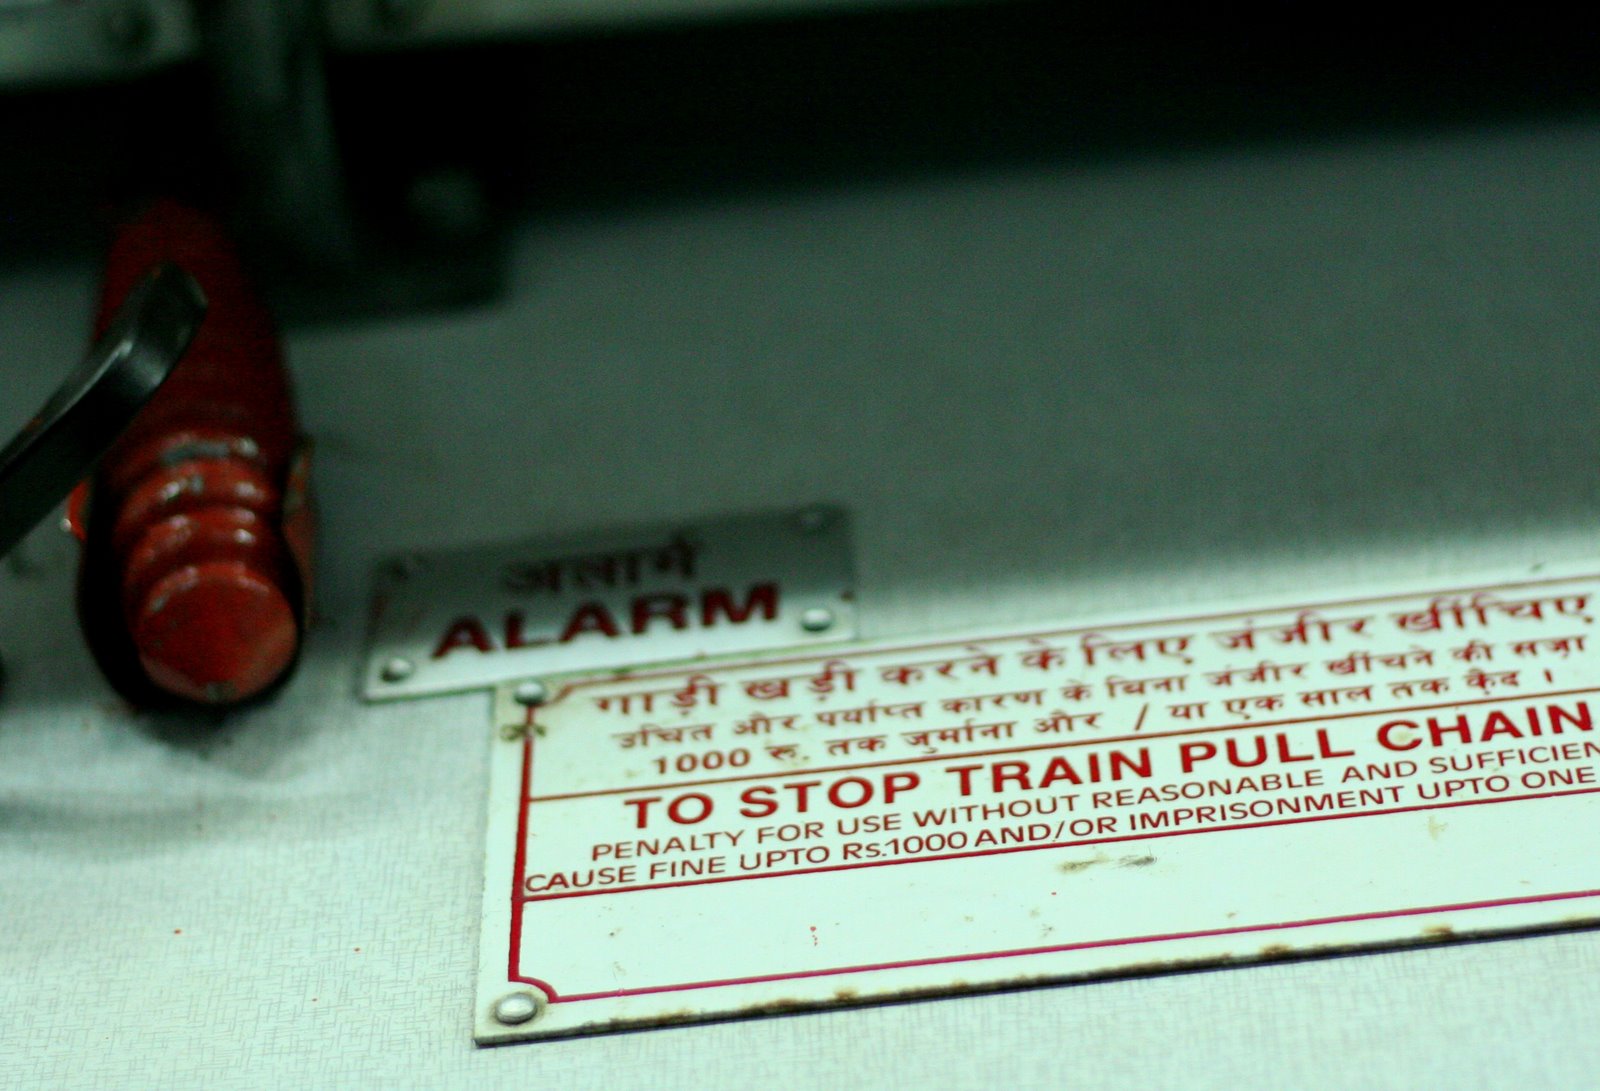 अलार्म
ALARM
गाड़ी खड़ी करने के लिए जंजीर खींचिए
उचित और पर्याप्त कारण के बिना जंजीर खींचने की सज़ा
1000 रु. तक जुर्माना और / या एक साल तक क़ैद ।
TO STOP TRAIN PULL CHAIN
PENALTY FOR USE WITHOUT REASONABLE AND SUFFICIEN
CAUSE FINE UPTO Rs.1000 AND/OR IMPRISONMENT UPTO ONE